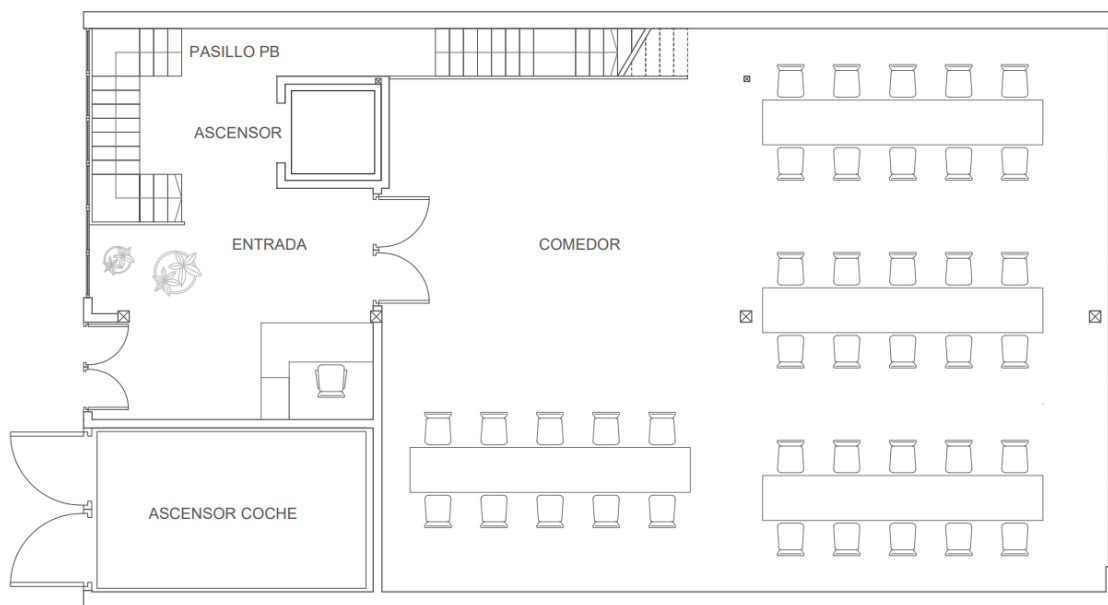 PASILLO PB
ASCENSOR
ENTRADA
COMEDOR
ASCENSOR COCHE